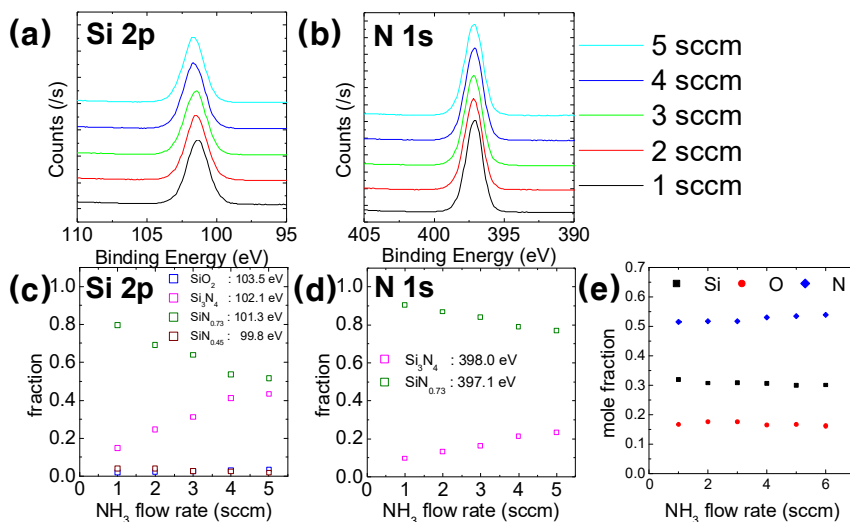 (a) Si 2p
Counts (/s)
110 105 100 95
Binding Energy (eV)
(b) N 1s
Counts (/s)
405 400 395 390
Binding Energy (eV)
5 sccm
4 sccm
3 sccm
2 sccm
1 sccm
(c) Si 2p
SiO₂ : 103.5 eV
Si₃N₄ : 102.1 eV
SiN₀.₇₃ : 101.3 eV
SiN₀.₄₅ : 99.8 eV
fraction
1.0
0.8
0.6
0.4
0.2
0.0
0 1 2 3 4 5 6
NH₃ flow rate (sccm)
(d) N 1s
Si₃N₄ : 398.0 eV
SiN₀.₇₃ : 397.1 eV
fraction
1.0
0.8
0.6
0.4
0.2
0.0
0 1 2 3 4 5 6
NH₃ flow rate (sccm)
(e)
Si O N
mole fraction
0.7
0.6
0.5
0.4
0.3
0.2
0.1
0.0
0 2 4 6
NH₃ flow rate (sccm)